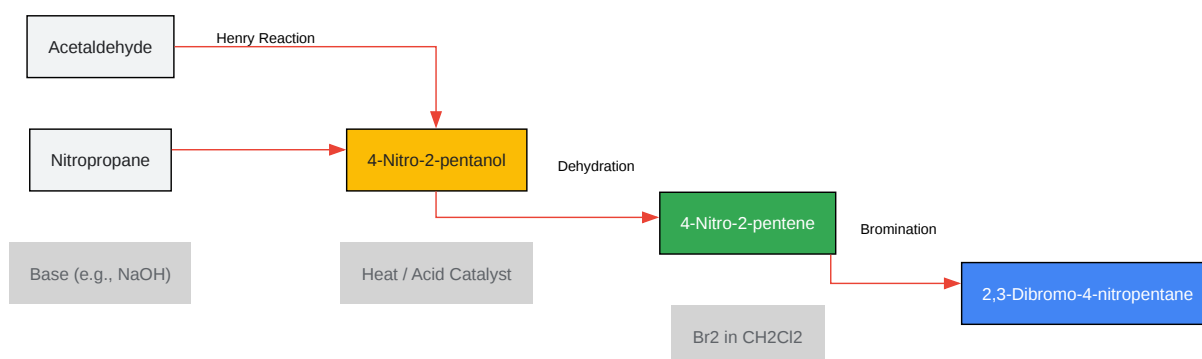 Acetaldehyde
Henry Reaction
Nitropropane
4-Nitro-2-pentanol
Dehydration
4-Nitro-2-pentene
Bromination
Base (e.g., NaOH)
Heat / Acid Catalyst
2,3-Dibromo-4-nitropentane
Br2 in CH2Cl2